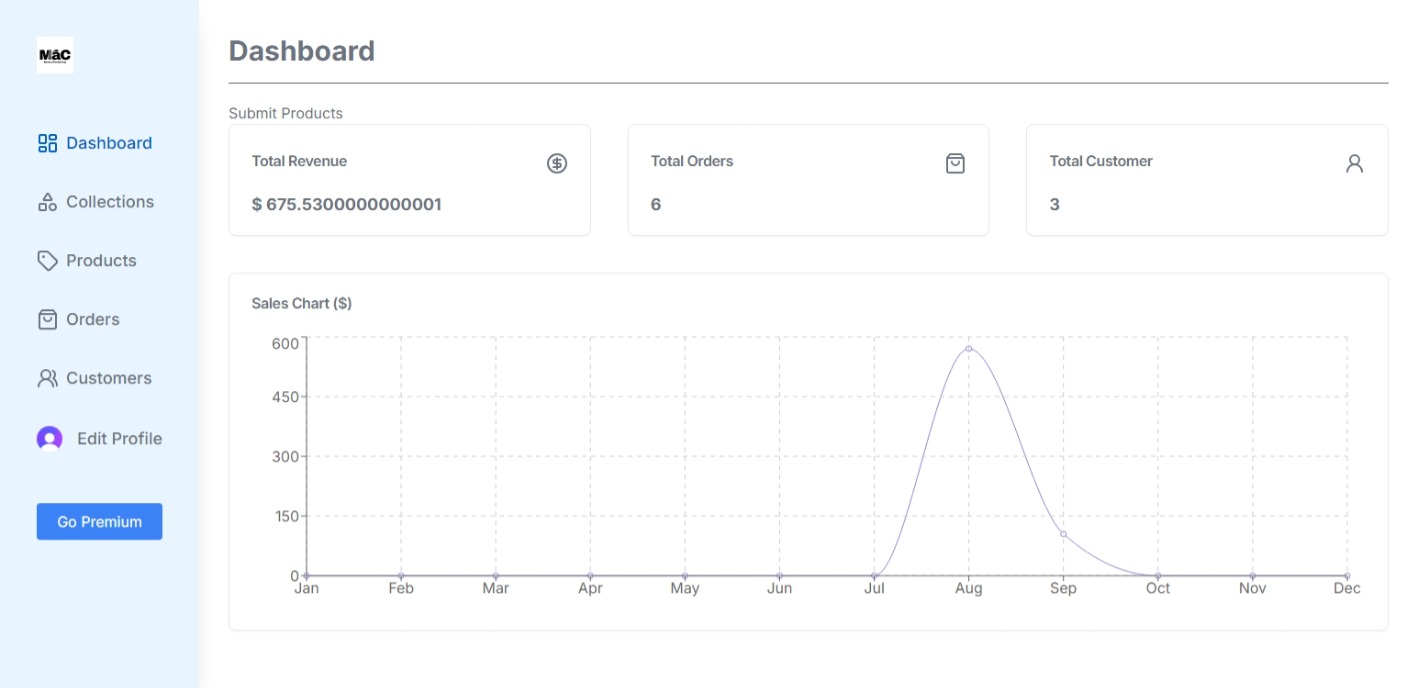 MáC
Dashboard
Collections
Products
Orders
Customers
Edit Profile
Go Premium
Dashboard
Submit Products
Total Revenue
$ 675.5300000000001
Total Orders
6
Total Customer
3
Sales Chart ($)
600
450
300
150
0
Jan Feb Mar Apr May Jun Jul Aug Sep Oct Nov Dec